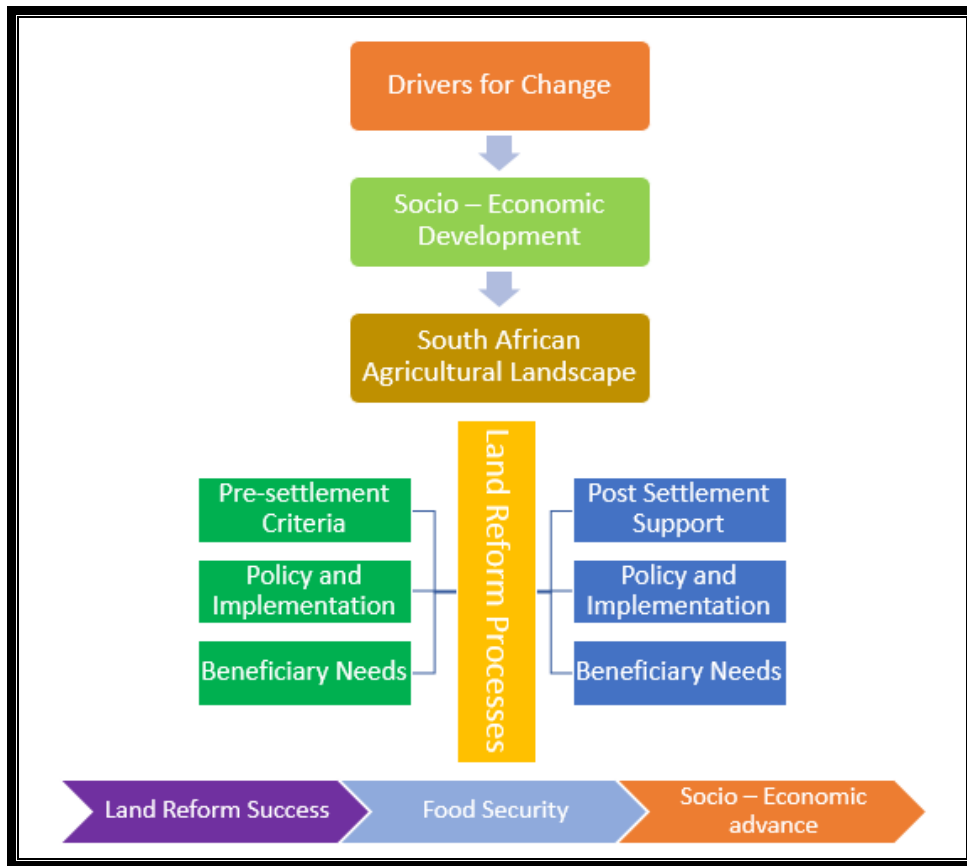 Drivers for Change
Socio – Economic
Development
South African
Agricultural Landscape
Land Reform Processes
Pre-settlement
Criteria
Policy and
Implementation
Beneficiary Needs
Post Settlement
Support
Policy and
Implementation
Beneficiary Needs
Land Reform Success
Food Security
Socio – Economic
advance